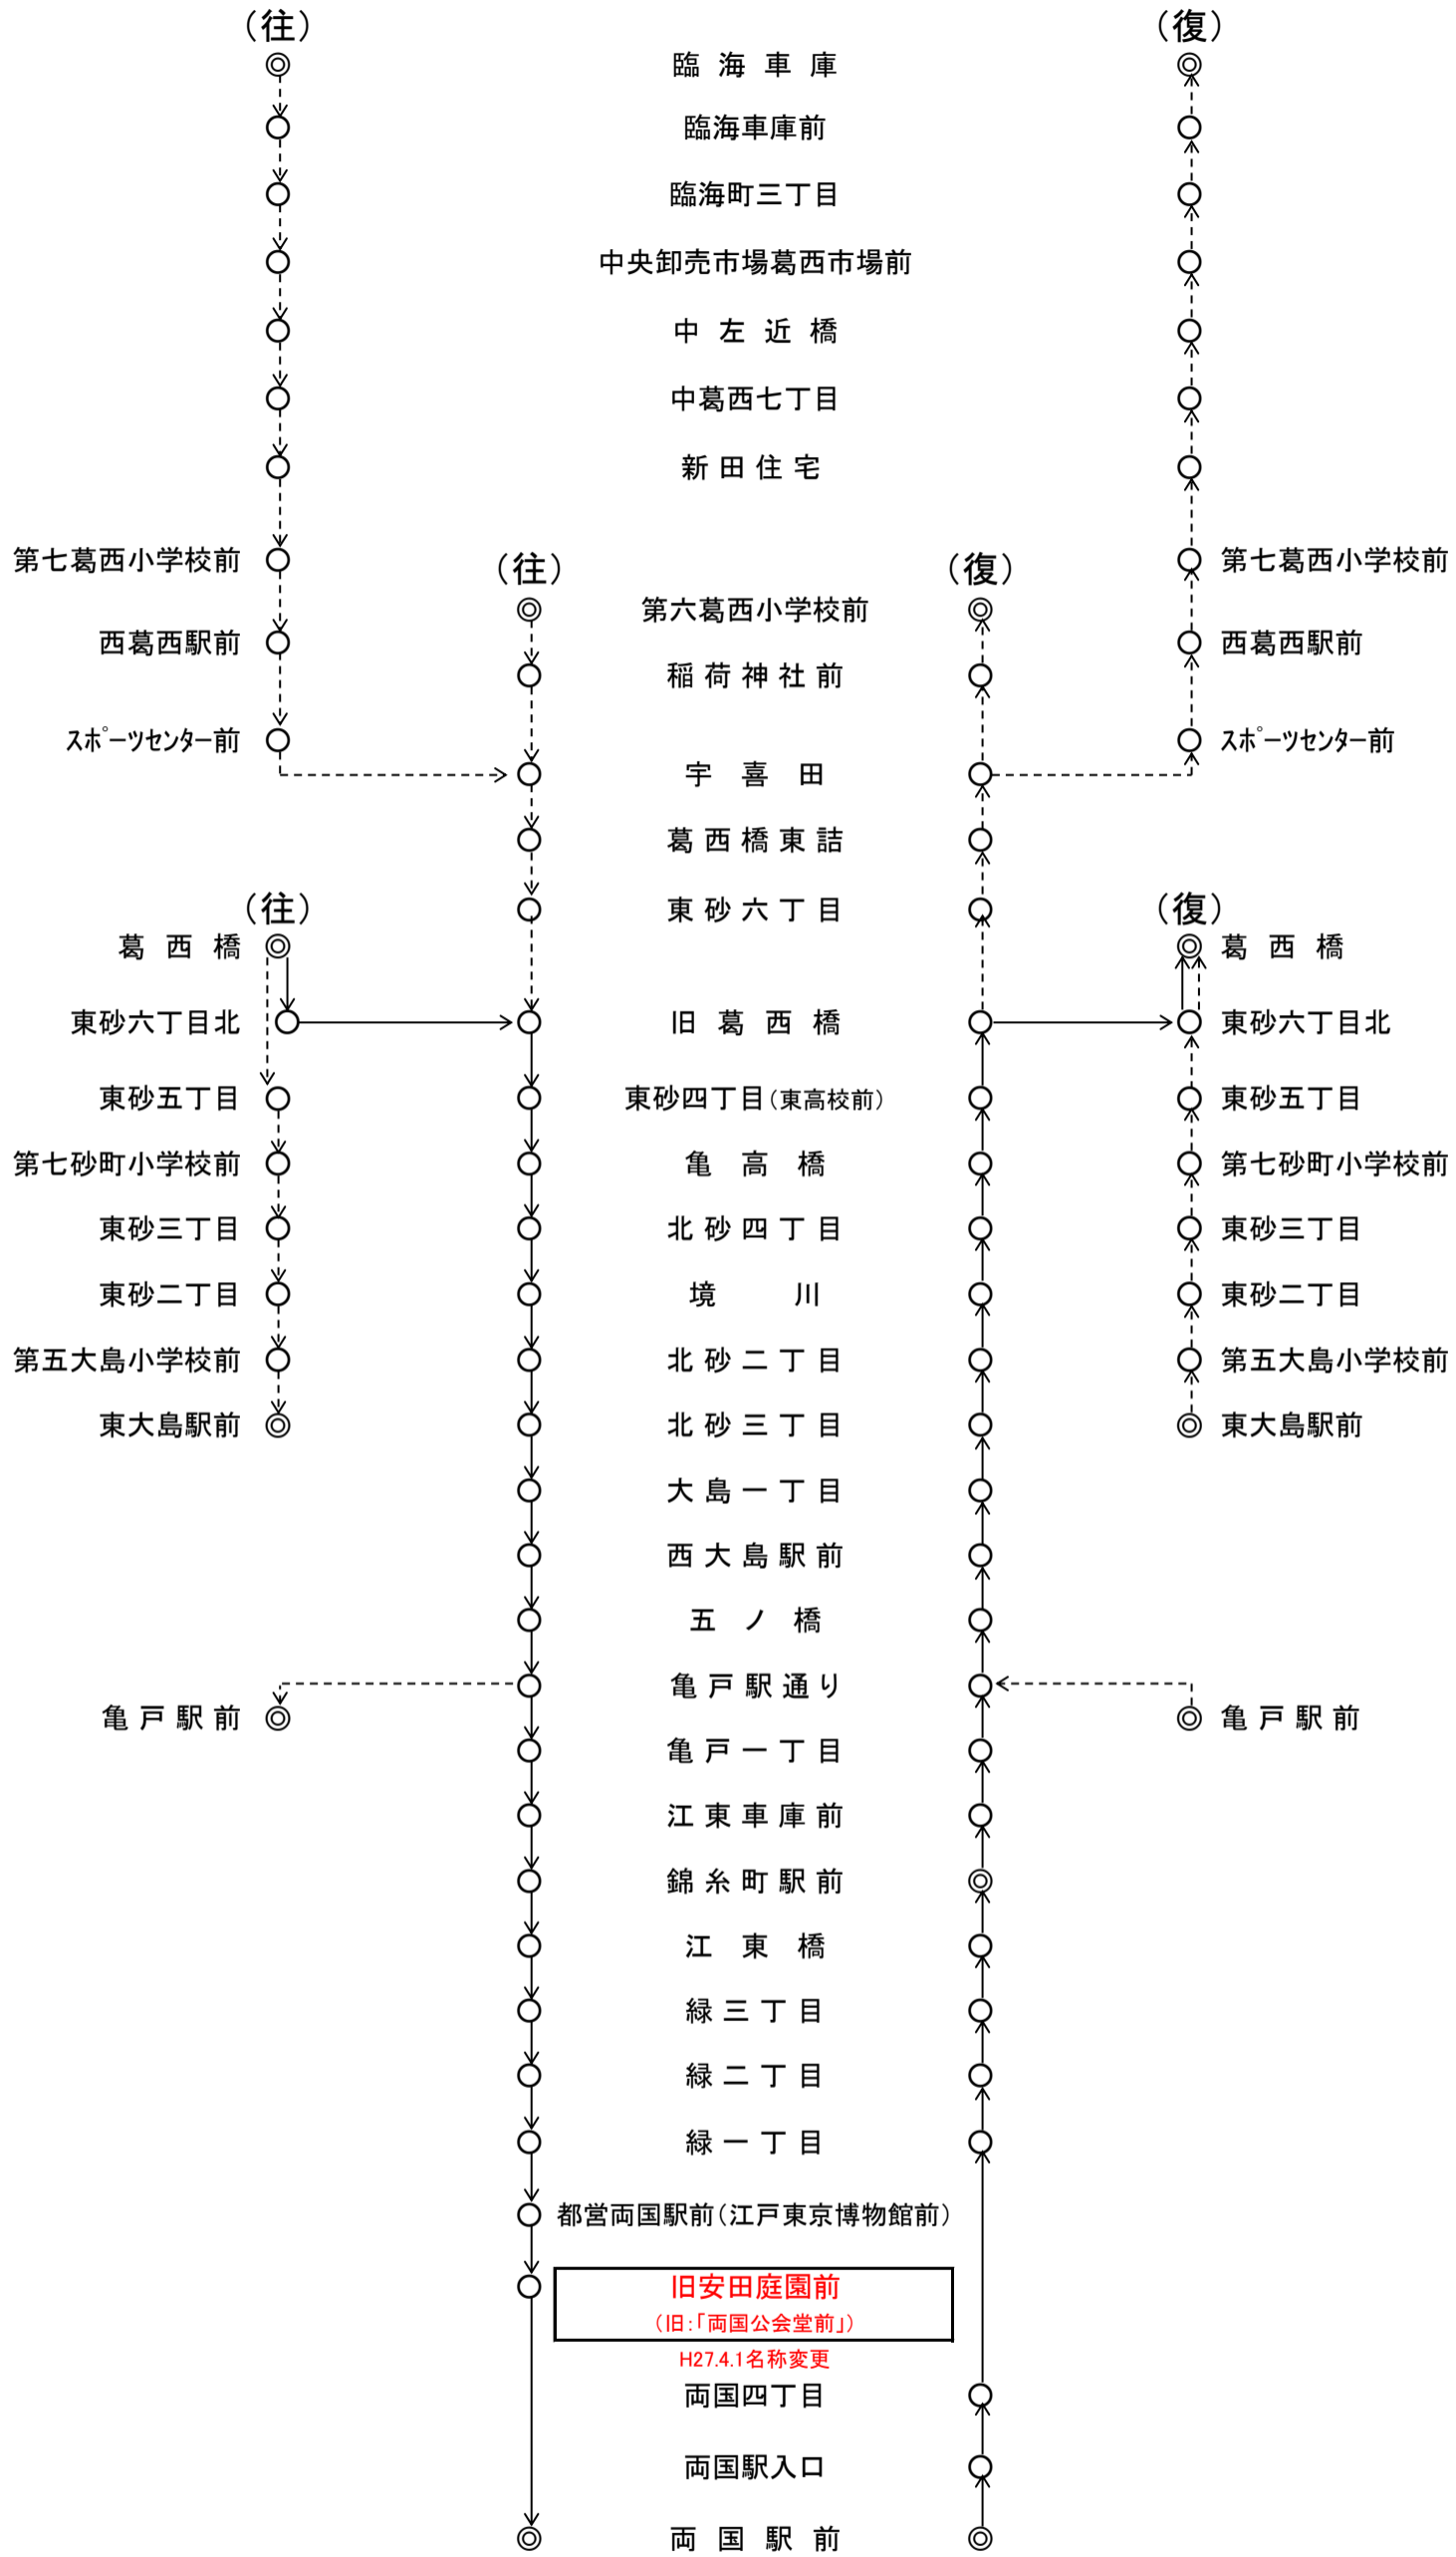 （往）
（復）
臨海車庫
臨海車庫前
臨海町三丁目
中央卸売市場葛西市場前
中左近橋
中葛西七丁目
新田住宅
第七葛西小学校前
（往）
（復）
第七葛西小学校前
第六葛西小学校前
西葛西駅前
西葛西駅前
稲荷神社前
スポーツセンター前
スポーツセンター前
宇喜田
葛西橋東詰
（往）
東砂六丁目
（復）
葛西橋
葛西橋
東砂六丁目北
旧葛西橋
東砂六丁目北
東砂五丁目
東砂四丁目（東高校前）
東砂五丁目
第七砂町小学校前
亀高橋
第七砂町小学校前
東砂三丁目
北砂四丁目
東砂三丁目
東砂二丁目
境川
東砂二丁目
第五大島小学校前
北砂二丁目
第五大島小学校前
東大島駅前
北砂三丁目
東大島駅前
大島一丁目
西大島駅前
五ノ橋
亀戸駅通り
亀戸駅前
亀戸駅前
亀戸一丁目
江東車庫前
錦糸町駅前
江東橋
緑三丁目
緑二丁目
緑一丁目
都営両国駅前（江戸東京博物館前）
旧安田庭園前
（旧：「両国公会堂前」）
H27.4.1名称変更
両国四丁目
両国駅入口
両国駅前